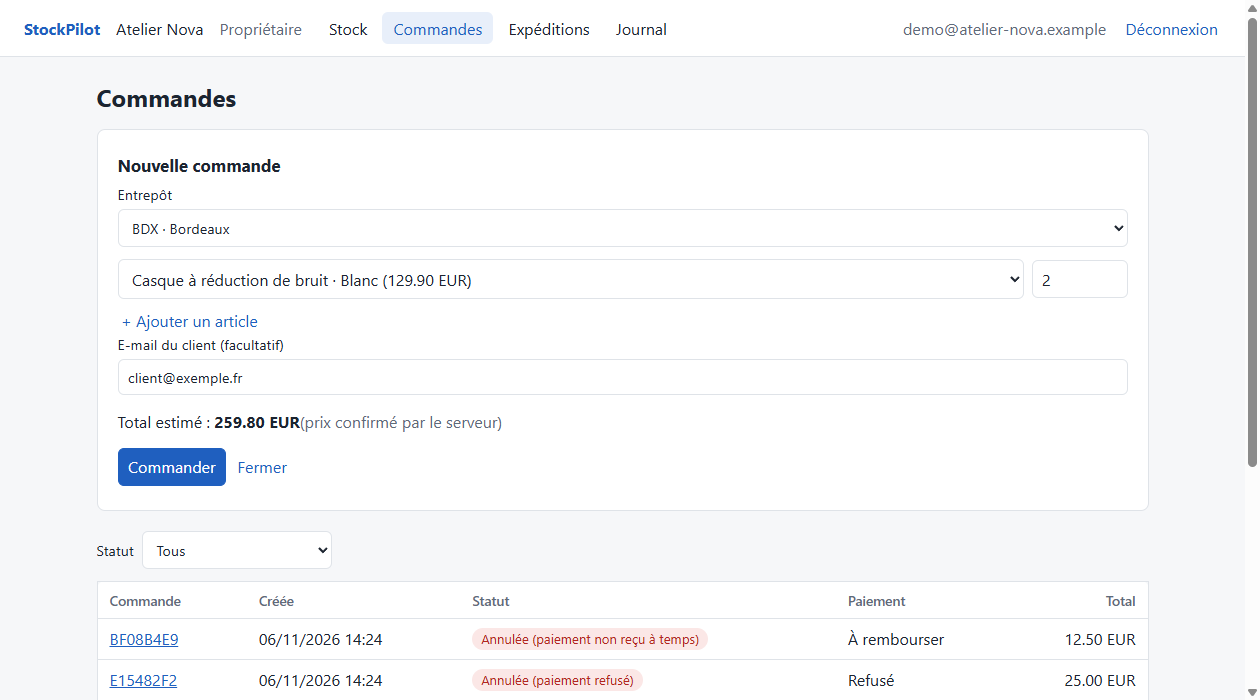 StockPilot Atelier Nova Propriétaire Stock Commandes Expéditions Journal demo@atelier-nova.example Déconnexion
Commandes
Nouvelle commande
Entrepôt
BDX · Bordeaux
Casque à réduction de bruit · Blanc (129.90 EUR) 2
+ Ajouter un article
E-mail du client (facultatif)
client@exemple.fr
Total estimé : 259.80 EUR(prix confirmé par le serveur)
Commander Fermer
Statut Tous
Commande Créée Statut Paiement Total
BF08B4E9 06/11/2026 14:24 Annulée (paiement non reçu à temps) À rembourser 12.50 EUR
E15482F2 06/11/2026 14:24 Annulée (paiement refusé) Refusé 25.00 EUR